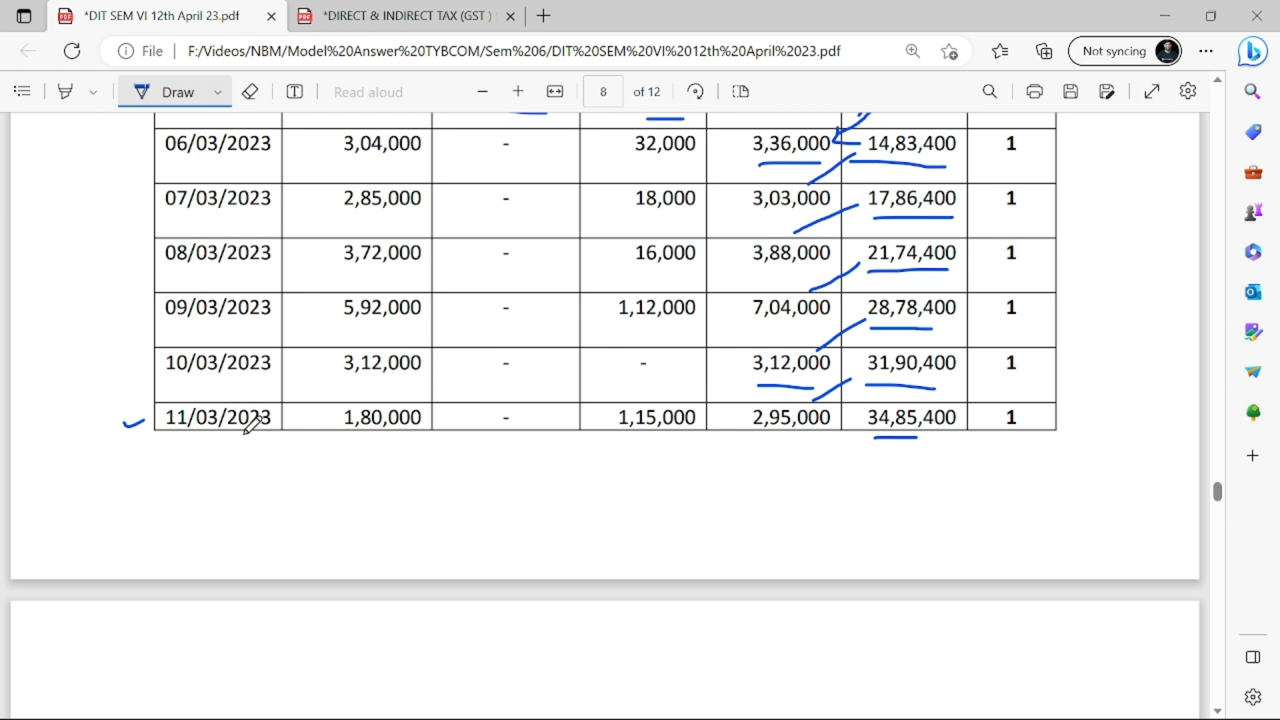 *DIT SEM VI 12th April 23.pdf
*DIRECT & INDIRECT TAX (GST )
File F:/Videos/NBM/Model%20Answer%20TYBCOM/Sem%206/DIT%20SEM%20VI%2012th%20April%2023.pdf
Not syncing
Draw Read aloud 8 of 12
06/03/2023 3,04,000 - 32,000 3,36,000 14,83,400 1
07/03/2023 2,85,000 - 18,000 3,03,000 17,86,400 1
08/03/2023 3,72,000 - 16,000 3,88,000 21,74,400 1
09/03/2023 5,92,000 - 1,12,000 7,04,000 28,78,400 1
10/03/2023 3,12,000 - - 3,12,000 31,90,400 1
11/03/2023 1,80,000 - 1,15,000 2,95,000 34,85,400 1